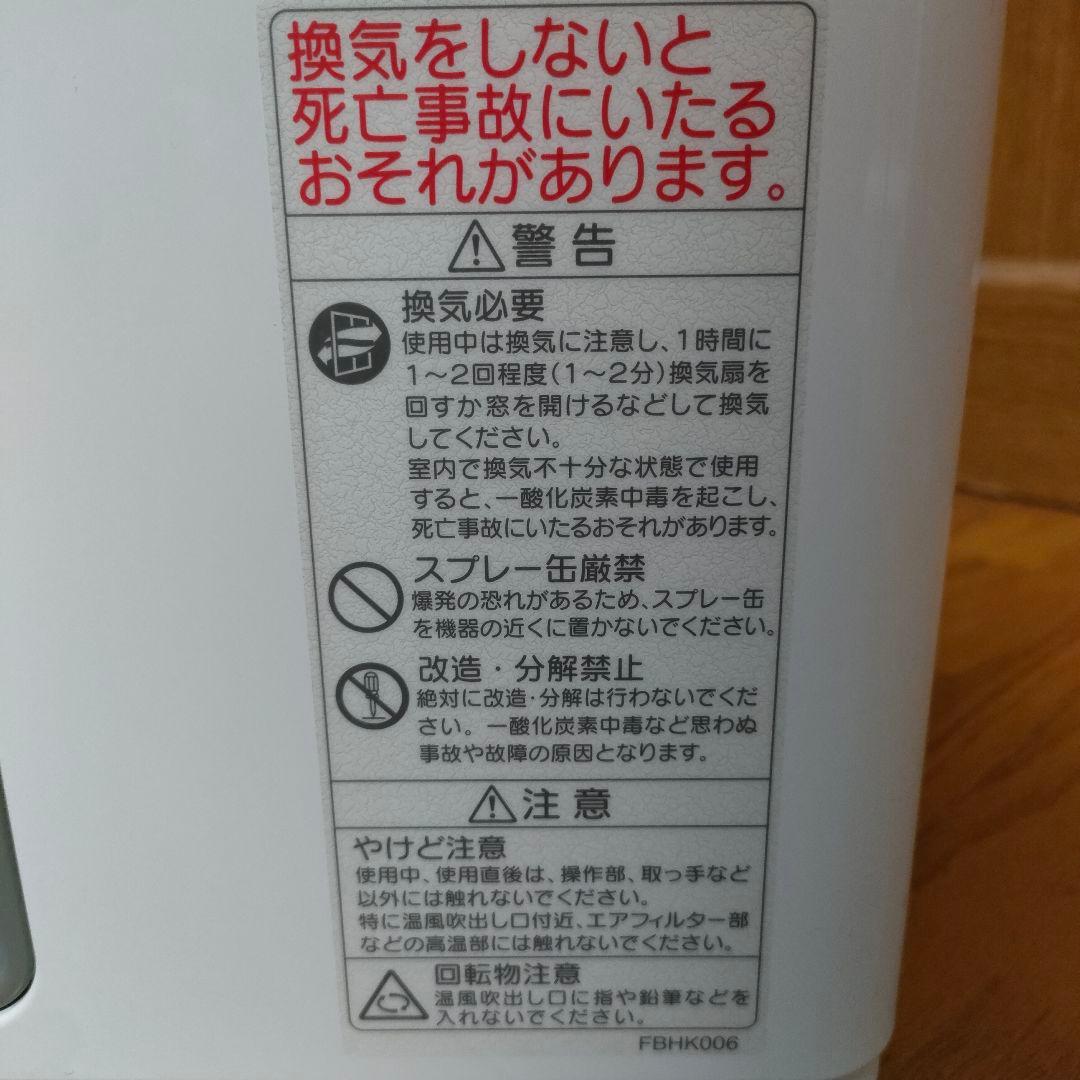 換気をしないと
死亡事故にいたる
おそれがあります。
警告
換気必要
使用中は換気に注意し、1時間に
1～2回程度(1～2分)換気扇を
回すか窓を開けるなどして換気
してください。
室内で換気不十分な状態で使用
すると、一酸化炭素中毒を起こし、
死亡事故にいたるおそれがあります。
スプレー缶厳禁
爆発の恐れがあるため、スプレー缶
を機器の近くに置かないでください。
改造・分解禁止
絶対に改造・分解は行わないでくだ
さい。一酸化炭素中毒など思わぬ
事故や故障の原因となります。
注意
やけど注意
使用中、使用直後は、操作部、取っ手など
以外には触れないでください。
特に温風吹出し口付近、エアフィルター部
などの高温部には触れないでください。
回転物注意
温風吹出し口に指や鉛筆などを
入れないでください。
FBHK006